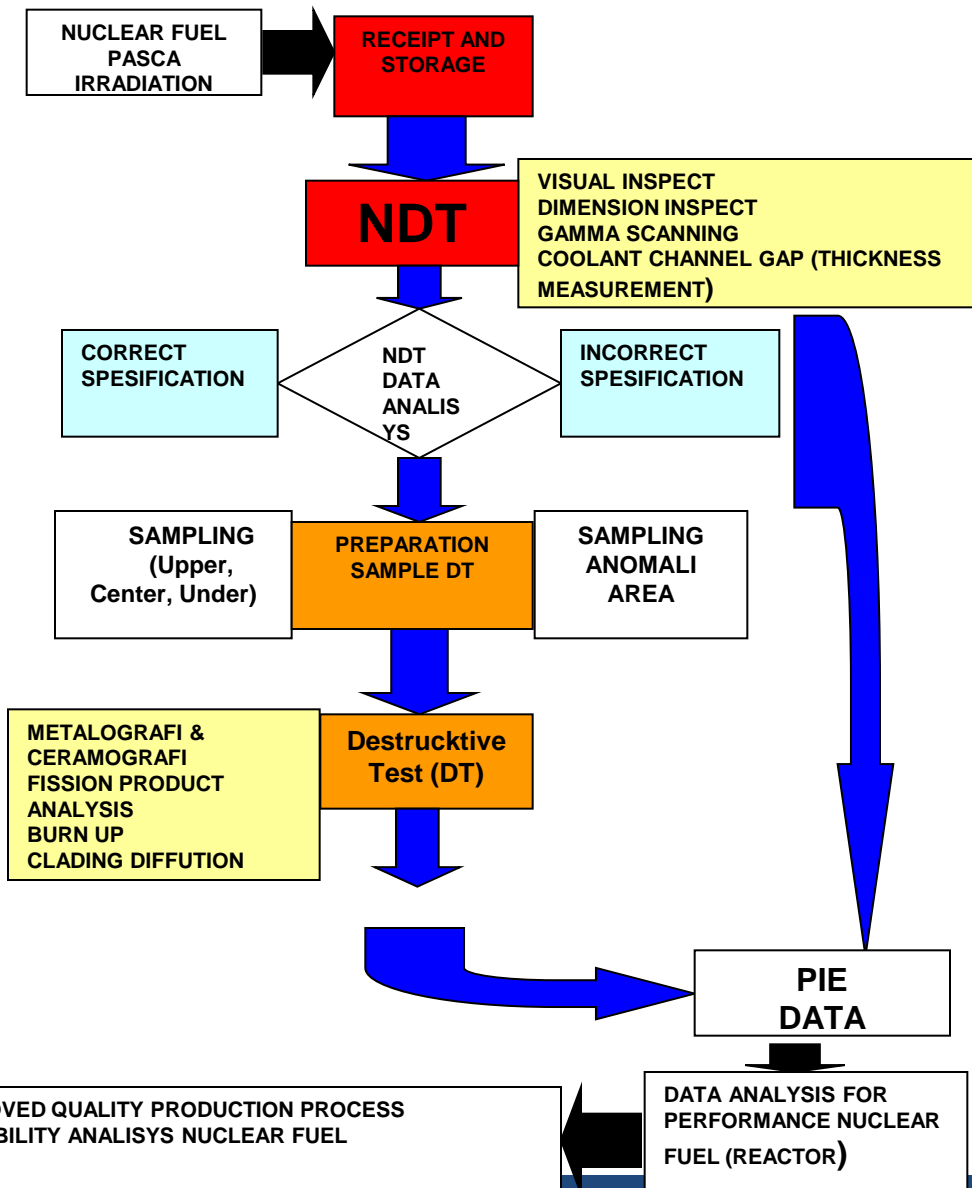 NUCLEAR FUEL
PASCA
IRRADIATION
RECEIPT AND
STORAGE
NDT
VISUAL INSPECT
DIMENSION INSPECT
GAMMA SCANNING
COOLANT CHANNEL GAP (THICKNESS
MEASUREMENT)
CORRECT
SPESIFICATION
NDT
DATA
ANALIS
YS
INCORRECT
SPESIFICATION
SAMPLING
(Upper,
Center, Under)
PREPARATION
SAMPLE DT
SAMPLING
ANOMALI
AREA
METALOGRAFI &
CERAMOGRAFI
FISSION PRODUCT
ANALYSIS
BURN UP
CLADING DIFFUTION
Destrucktive
Test (DT)
PIE
DATA
DATA ANALYSIS FOR
PERFORMANCE NUCLEAR
FUEL (REACTOR)
QUALITY PRODUCTION PROCESS
ANALISYS NUCLEAR FUEL